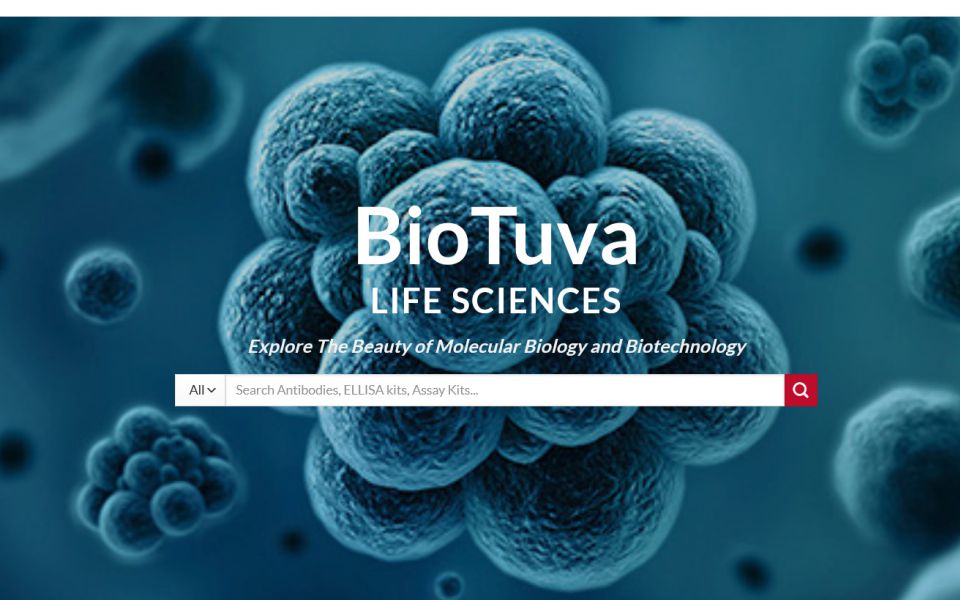 BioTuva
LIFE SCIENCES
Explore The Beauty of Molecular Biology and Biotechnology
All Search Antibodies, ELLISA kits, Assay Kits...